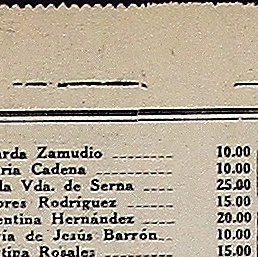 arda Zamudio 10.00
ría Cadena 10.00
la Vda. de Serna 25.00
ores Rodríguez 15.00
entina Hernández 20.00
ía de Jesús Barrón 10.00
tina Rosales 15.00